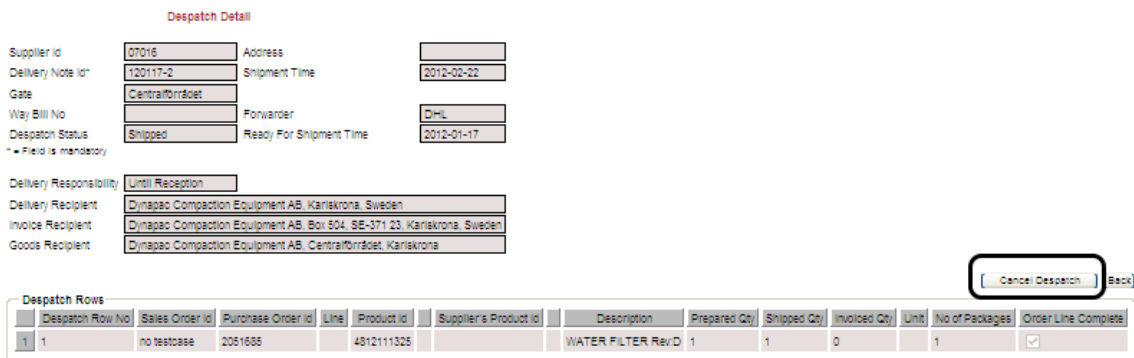 Despatch Detail
Supplier Id 07016 Address
Delivery Note Id* 120117-2 Shipment Time 2012-02-22
Gate Centralförrådet
Way Bill No Forwarder DHL
Despatch Status Shipped Ready For Shipment Time 2012-01-17
* = Field is mandatory
Delivery Responsibility Until Reception
Delivery Recipient Dynapac Compaction Equipment AB, Karlskrona, Sweden
Invoice Recipient Dynapac Compaction Equipment AB, Box 504, SE-371 23, Karlskrona, Sweden
Goods Recipient Dynapac Compaction Equipment AB, Centralförrådet, Karlskrona
[ Cancel Despatch ] Back]
Despatch Rows
Despatch Row No Sales Order Id Purchase Order Id Line Product Id Supplier's Product Id Description Prepared Qty Shipped Qty Invoiced Qty Unit No of Packages Order Line Complete
1 1 no testcase 2051685 4812111325 WATER FILTER Rev:D 1 1 0 1